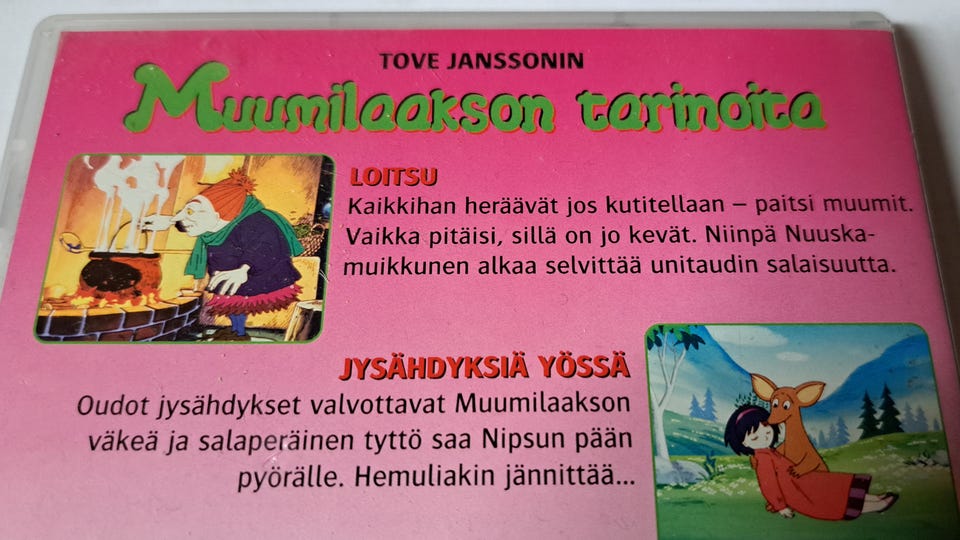 TOVE JANSSONIN
Muumilaakson tarinoita
LOITSU
Kaikkihan heräävät jos kutitellaan – paitsi muumit.
Vaikka pitäisi, sillä on jo kevät. Niinpä Nuuska-
muikkunen alkaa selvittää unitaudin salaisuutta.
JYSÄHDYKSIÄ YÖSSÄ
Oudot jysähdykset valvottavat Muumilaakson
väkeä ja salaperäinen tyttö saa Nipsun pään
pyörälle. Hemuliakin jännittää...